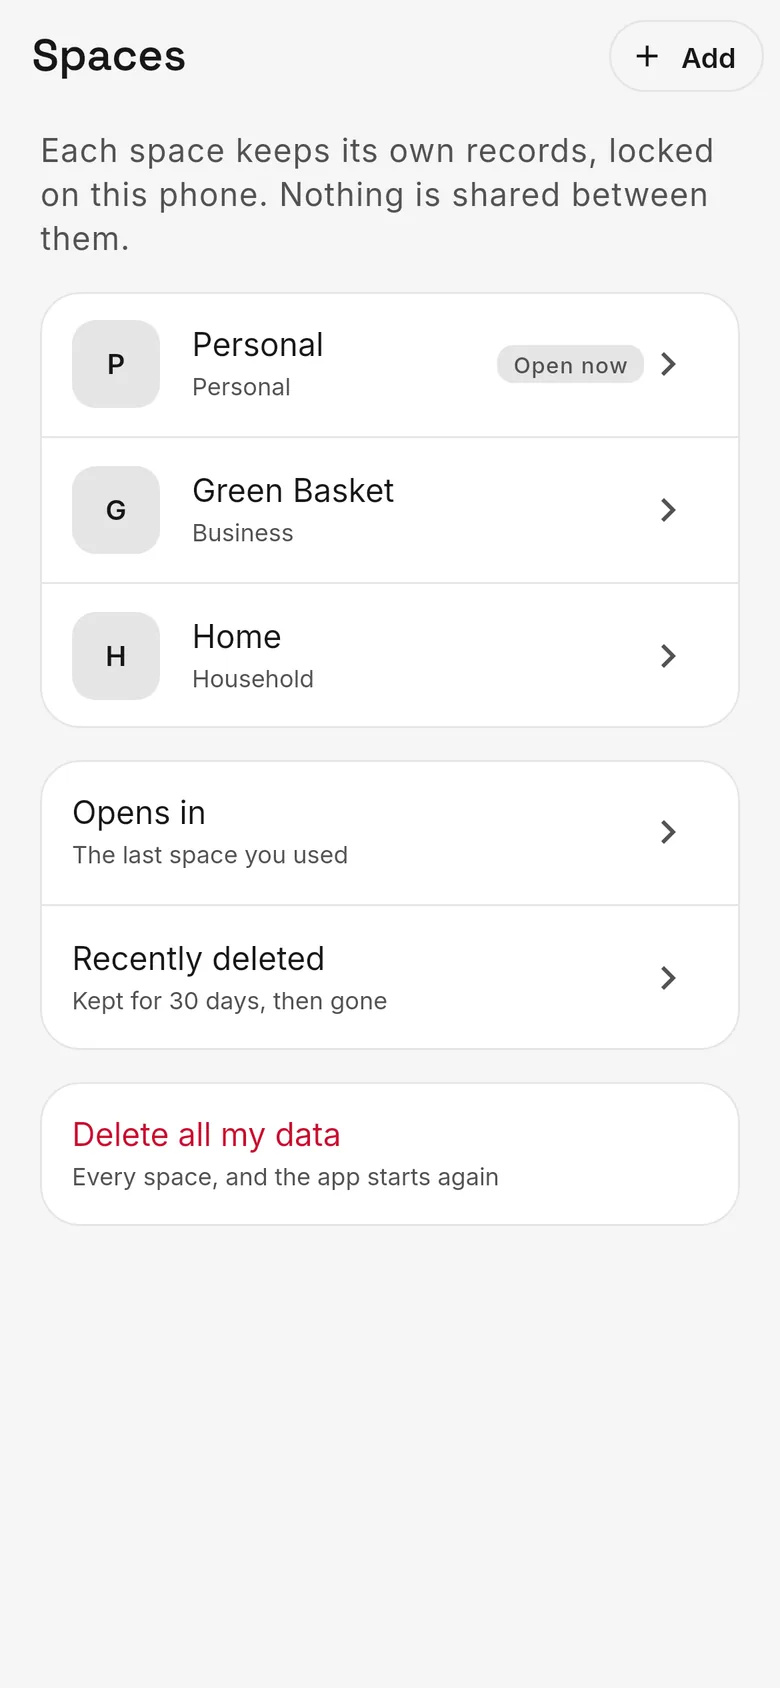 Spaces
+ Add
Each space keeps its own records, locked
on this phone. Nothing is shared between
them.
P
Personal
Personal
Open now
G
Green Basket
Business
H
Home
Household
Opens in
The last space you used
Recently deleted
Kept for 30 days, then gone
Delete all my data
Every space, and the app starts again